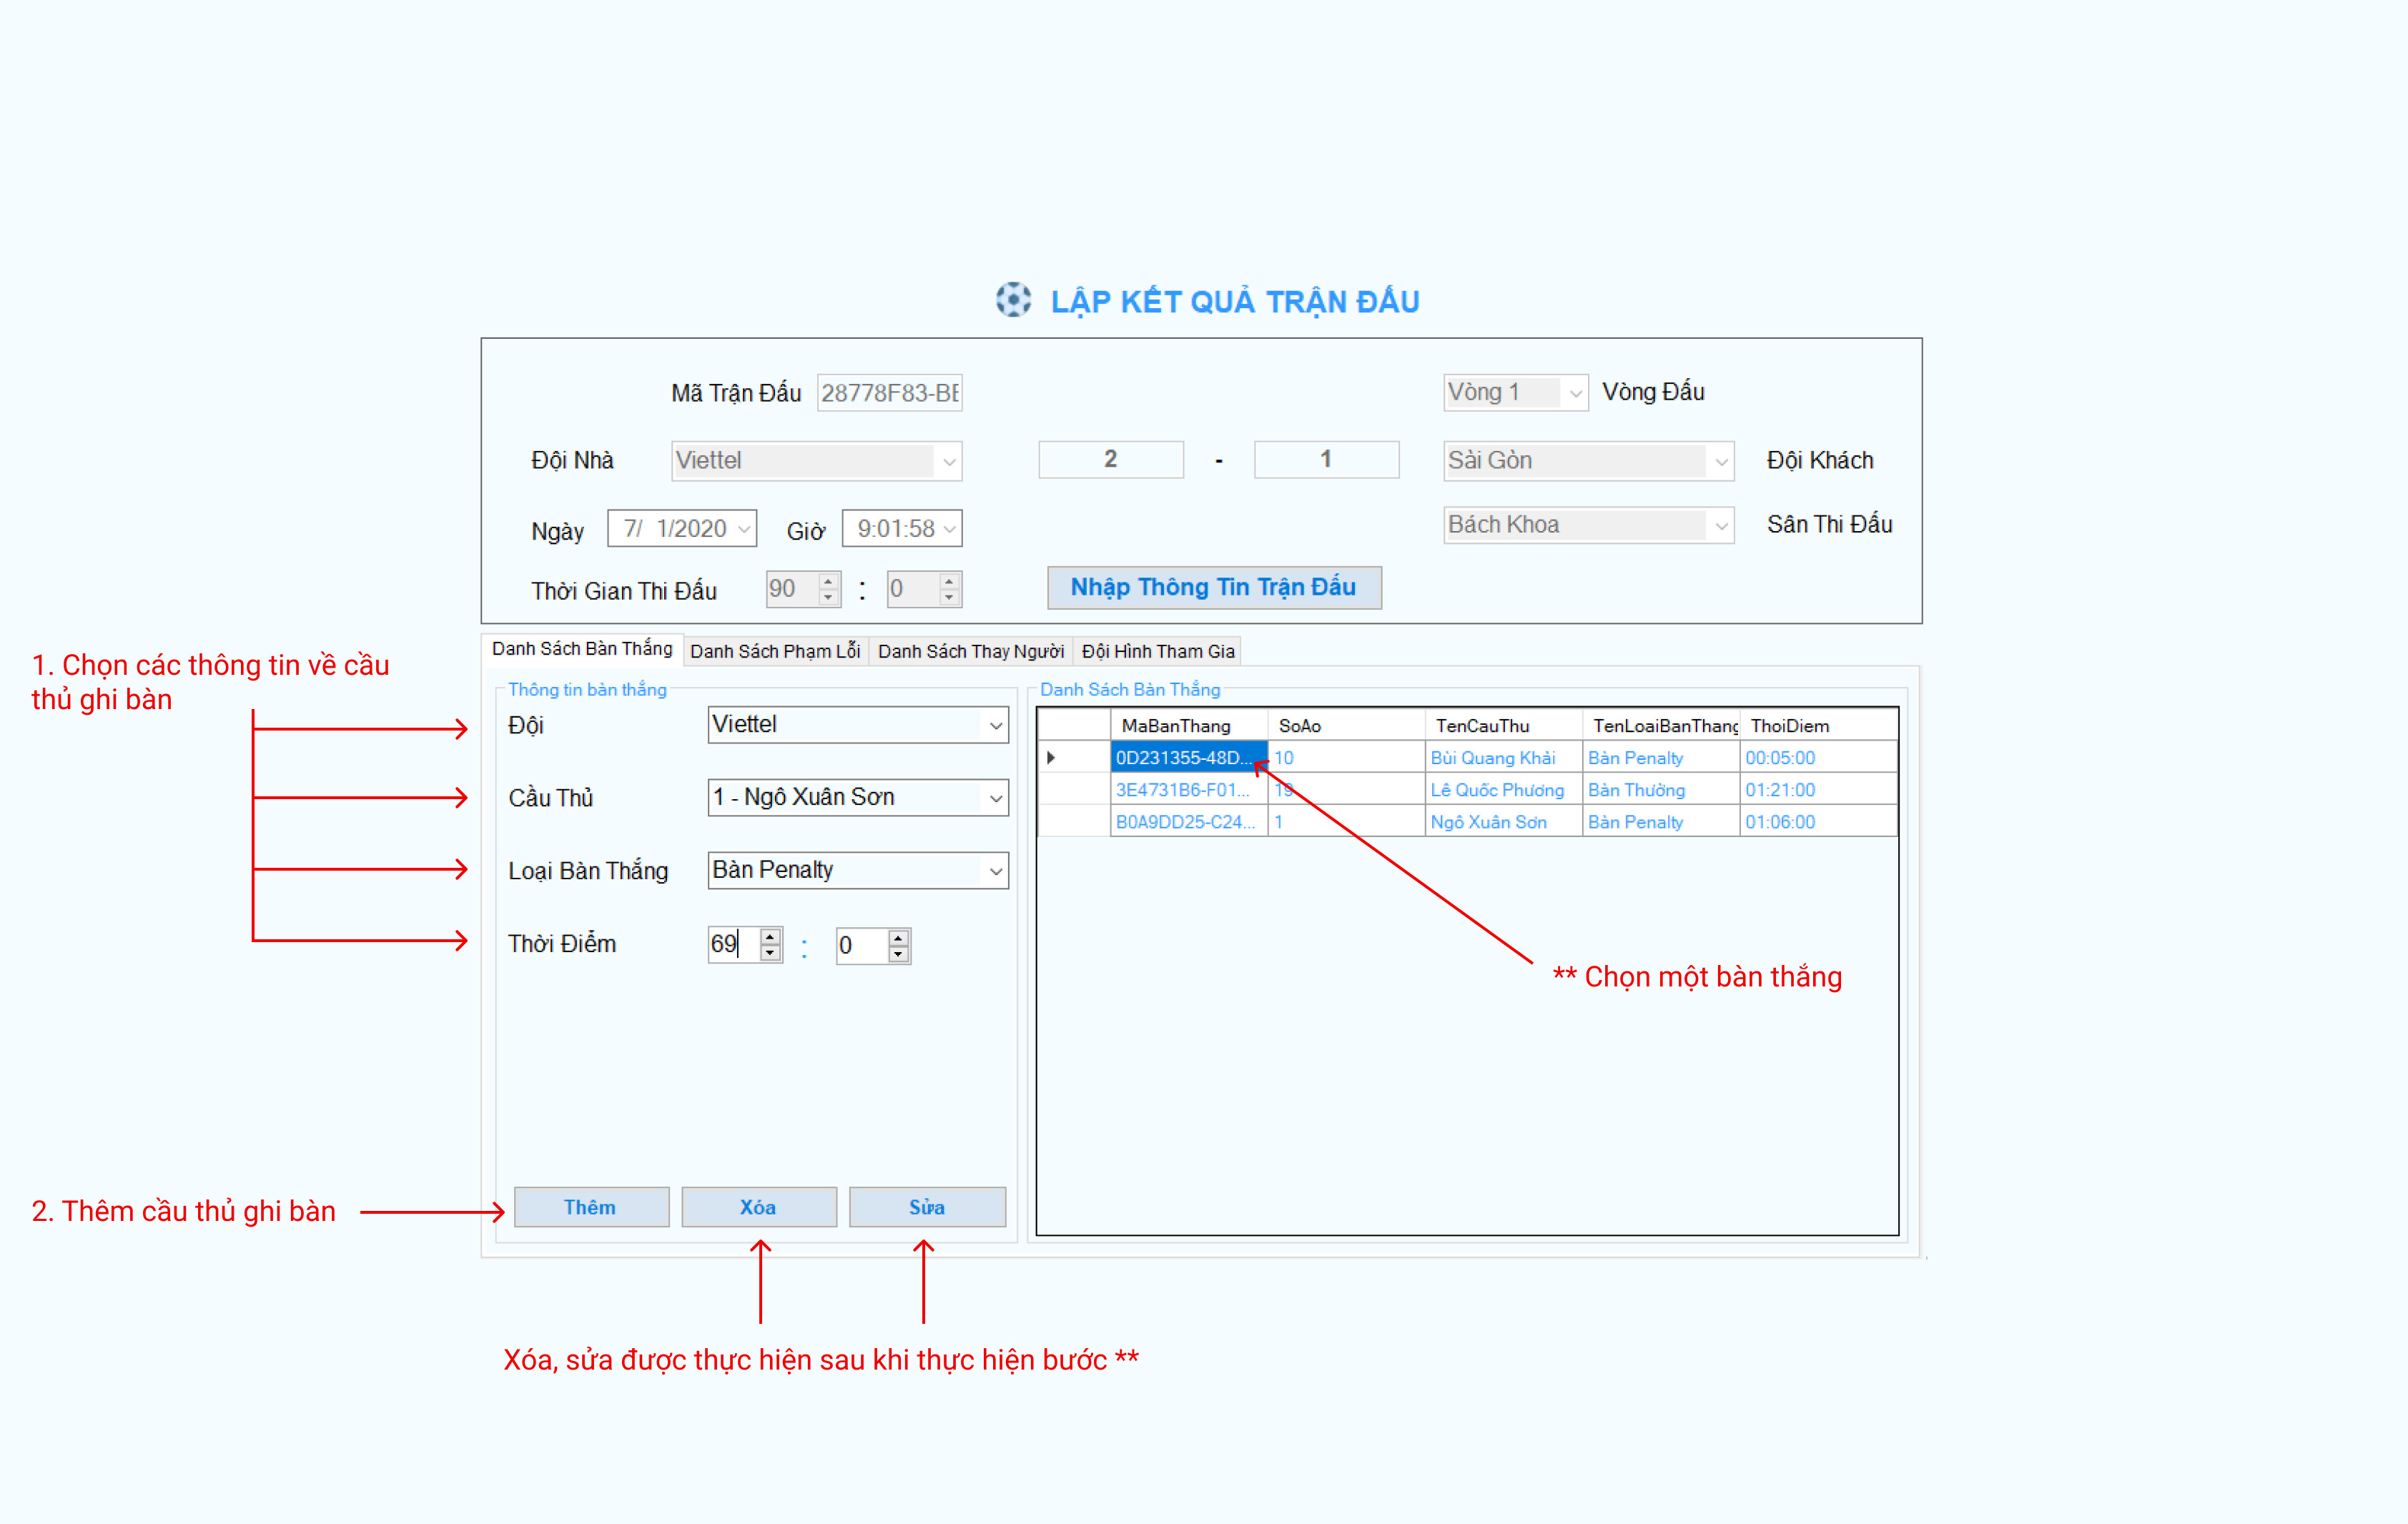 LẬP KẾT QUẢ TRẬN ĐẤU
Mã Trận Đấu 28778F83-BE Vòng 1 Vòng Đấu
Đội Nhà Viettel 2 - 1 Sài Gòn Đội Khách
Ngày 7/ 1/2020 Giờ 9:01:58 Bách Khoa Sân Thi Đấu
Thời Gian Thi Đấu 90 : 0 Nhập Thông Tin Trận Đấu
Danh Sách Bàn Thắng Danh Sách Phạm Lỗi Danh Sách Thay Người Đội Hình Tham Gia
1. Chọn các thông tin về cầu
thủ ghi bàn
Thông tin bàn thắng
Đội Viettel
Cầu Thủ 1 - Ngô Xuân Sơn
Loại Bàn Thắng Bàn Penalty
Thời Điểm 69 : 0
Danh Sách Bàn Thắng
MaBanThang SoAo TenCauThu TenLoaiBanThang ThoiDiem
0D231355-48D... 10 Bùi Quang Khải Bàn Penalty 00:05:00
3E4731B6-F01... 19 Lê Quốc Phương Bàn Thường 01:21:00
B0A9DD25-C24... 1 Ngô Xuân Sơn Bàn Penalty 01:06:00
** Chọn một bàn thắng
2. Thêm cầu thủ ghi bàn
Thêm Xóa Sửa
Xóa, sửa được thực hiện sau khi thực hiện bước **